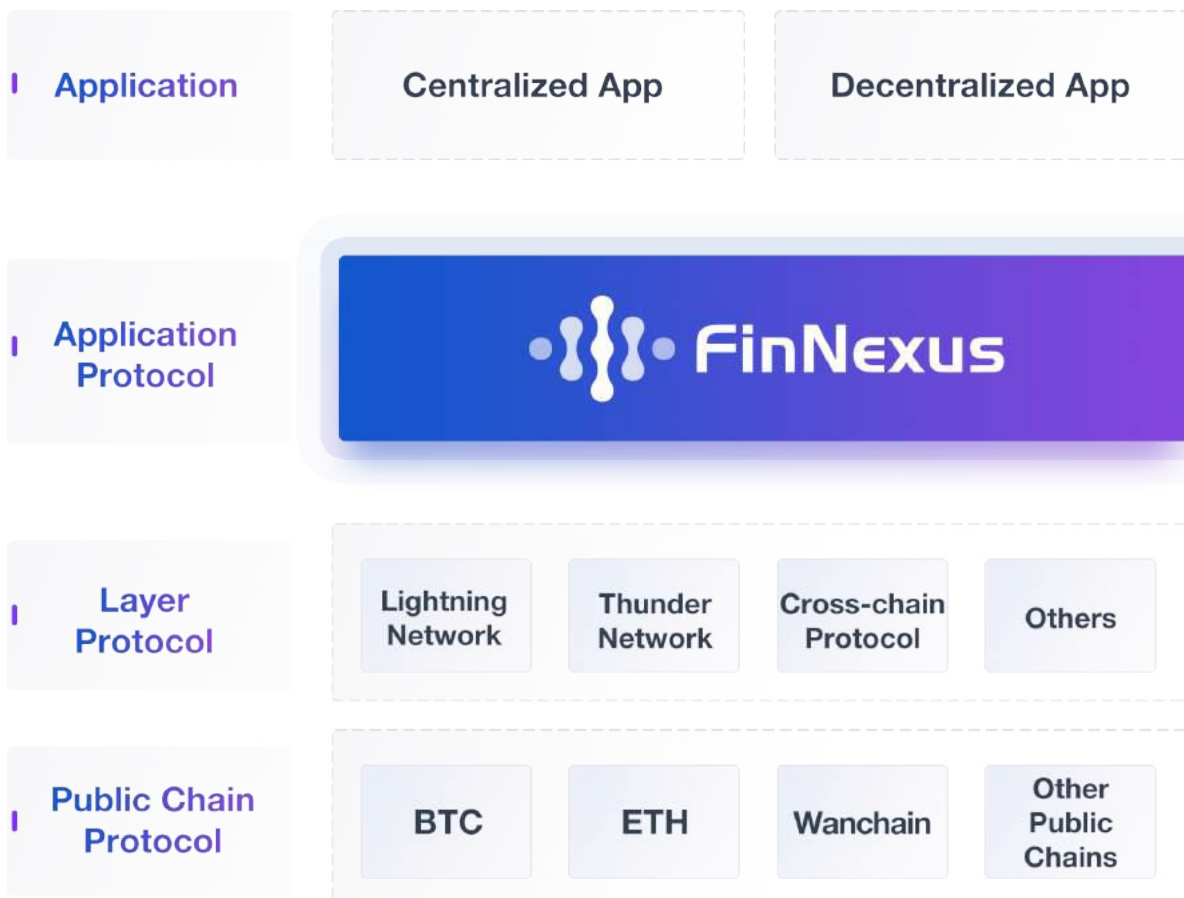 Application
Centralized App
Decentralized App
Application
Protocol
FinNexus
Layer
Protocol
Lightning
Network
Thunder
Network
Cross-chain
Protocol
Others
Public Chain
Protocol
BTC
ETH
Wanchain
Other
Public
Chains